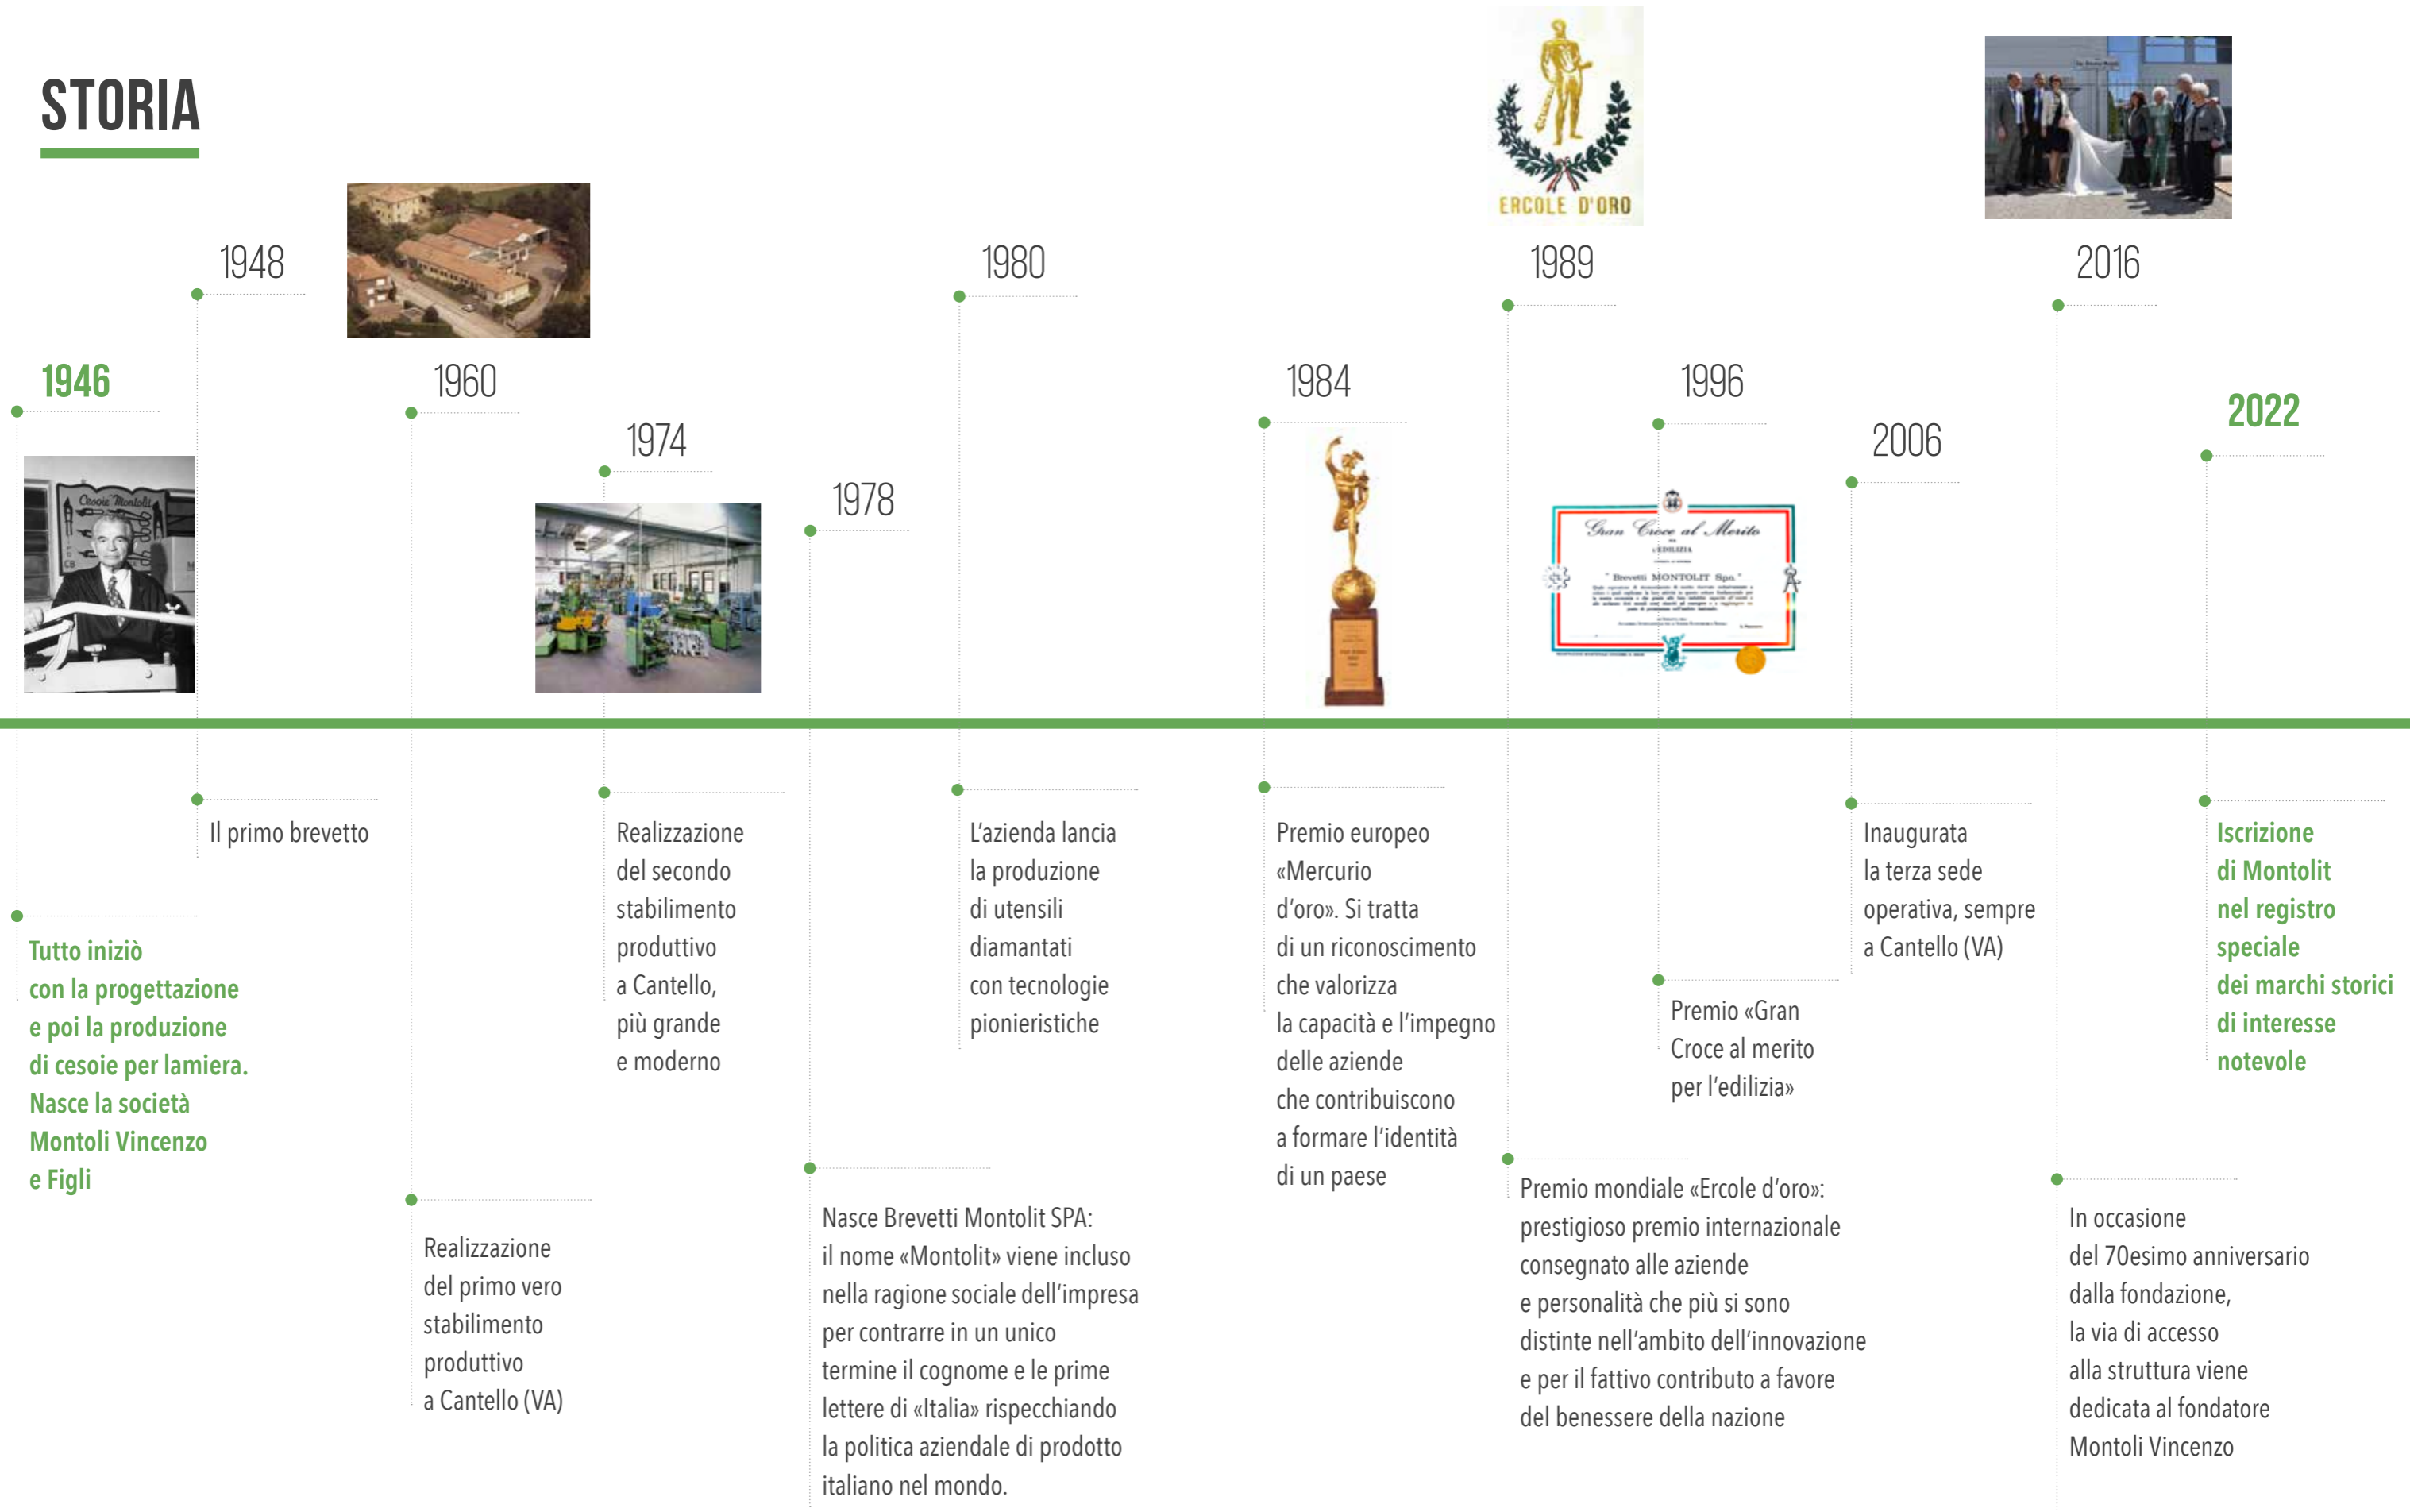 STORIA
1946
Tutto iniziò
con la progettazione
e poi la produzione
di cesoie per lamiera.
Nasce la società
Montoli Vincenzo
e Figli
Cesoie "Montolit"
CB
1948
Il primo brevetto
1960
Realizzazione
del primo vero
stabilimento
produttivo
a Cantello (VA)
1974
Realizzazione
del secondo
stabilimento
produttivo
a Cantello,
più grande
e moderno
1978
Nasce Brevetti Montolit SPA:
il nome «Montolit» viene incluso
nella ragione sociale dell'impresa
per contrarre in un unico
termine il cognome e le prime
lettere di «Italia» rispecchiando
la politica aziendale di prodotto
italiano nel mondo.
1980
L'azienda lancia
la produzione
di utensili
diamantati
con tecnologie
pionieristiche
1984
Premio europeo
«Mercurio
d'oro». Si tratta
di un riconoscimento
che valorizza
la capacità e l'impegno
delle aziende
che contribuiscono
a formare l'identità
di un paese
ERCOLE D'ORO
1989
Premio mondiale «Ercole d'oro»:
prestigioso premio internazionale
consegnato alle aziende
e personalità che più si sono
distinte nell'ambito dell'innovazione
e per il fattivo contributo a favore
del benessere della nazione
1996
Gran Croce al Merito
L'EDILIZIA
"Brevetti MONTOLIT Spa."
Premio «Gran
Croce al merito
per l'edilizia»
2006
Inaugurata
la terza sede
operativa, sempre
a Cantello (VA)
2016
In occasione
del 70esimo anniversario
dalla fondazione,
la via di accesso
alla struttura viene
dedicata al fondatore
Montoli Vincenzo
2022
Iscrizione
di Montolit
nel registro
speciale
dei marchi storici
di interesse
notevole